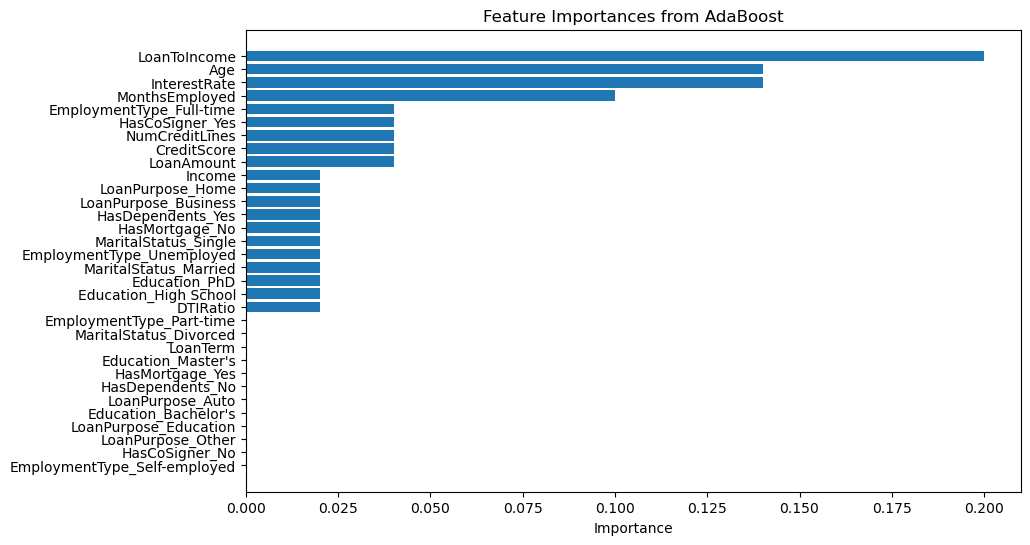 Feature Importances from AdaBoost
LoanToIncome
Age
InterestRate
MonthsEmployed
EmploymentType_Full-time
HasCoSigner_Yes
NumCreditLines
CreditScore
LoanAmount
Income
LoanPurpose_Home
LoanPurpose_Business
HasDependents_Yes
HasMortgage_No
MaritalStatus_Single
EmploymentType_Unemployed
MaritalStatus_Married
Education_PhD
Education_High School
DTIRatio
EmploymentType_Part-time
MaritalStatus_Divorced
LoanTerm
Education_Master's
HasMortgage_Yes
HasDependents_No
LoanPurpose_Auto
Education_Bachelor's
LoanPurpose_Education
LoanPurpose_Other
HasCoSigner_No
EmploymentType_Self-employed
0.000 0.025 0.050 0.075 0.100 0.125 0.150 0.175 0.200
Importance